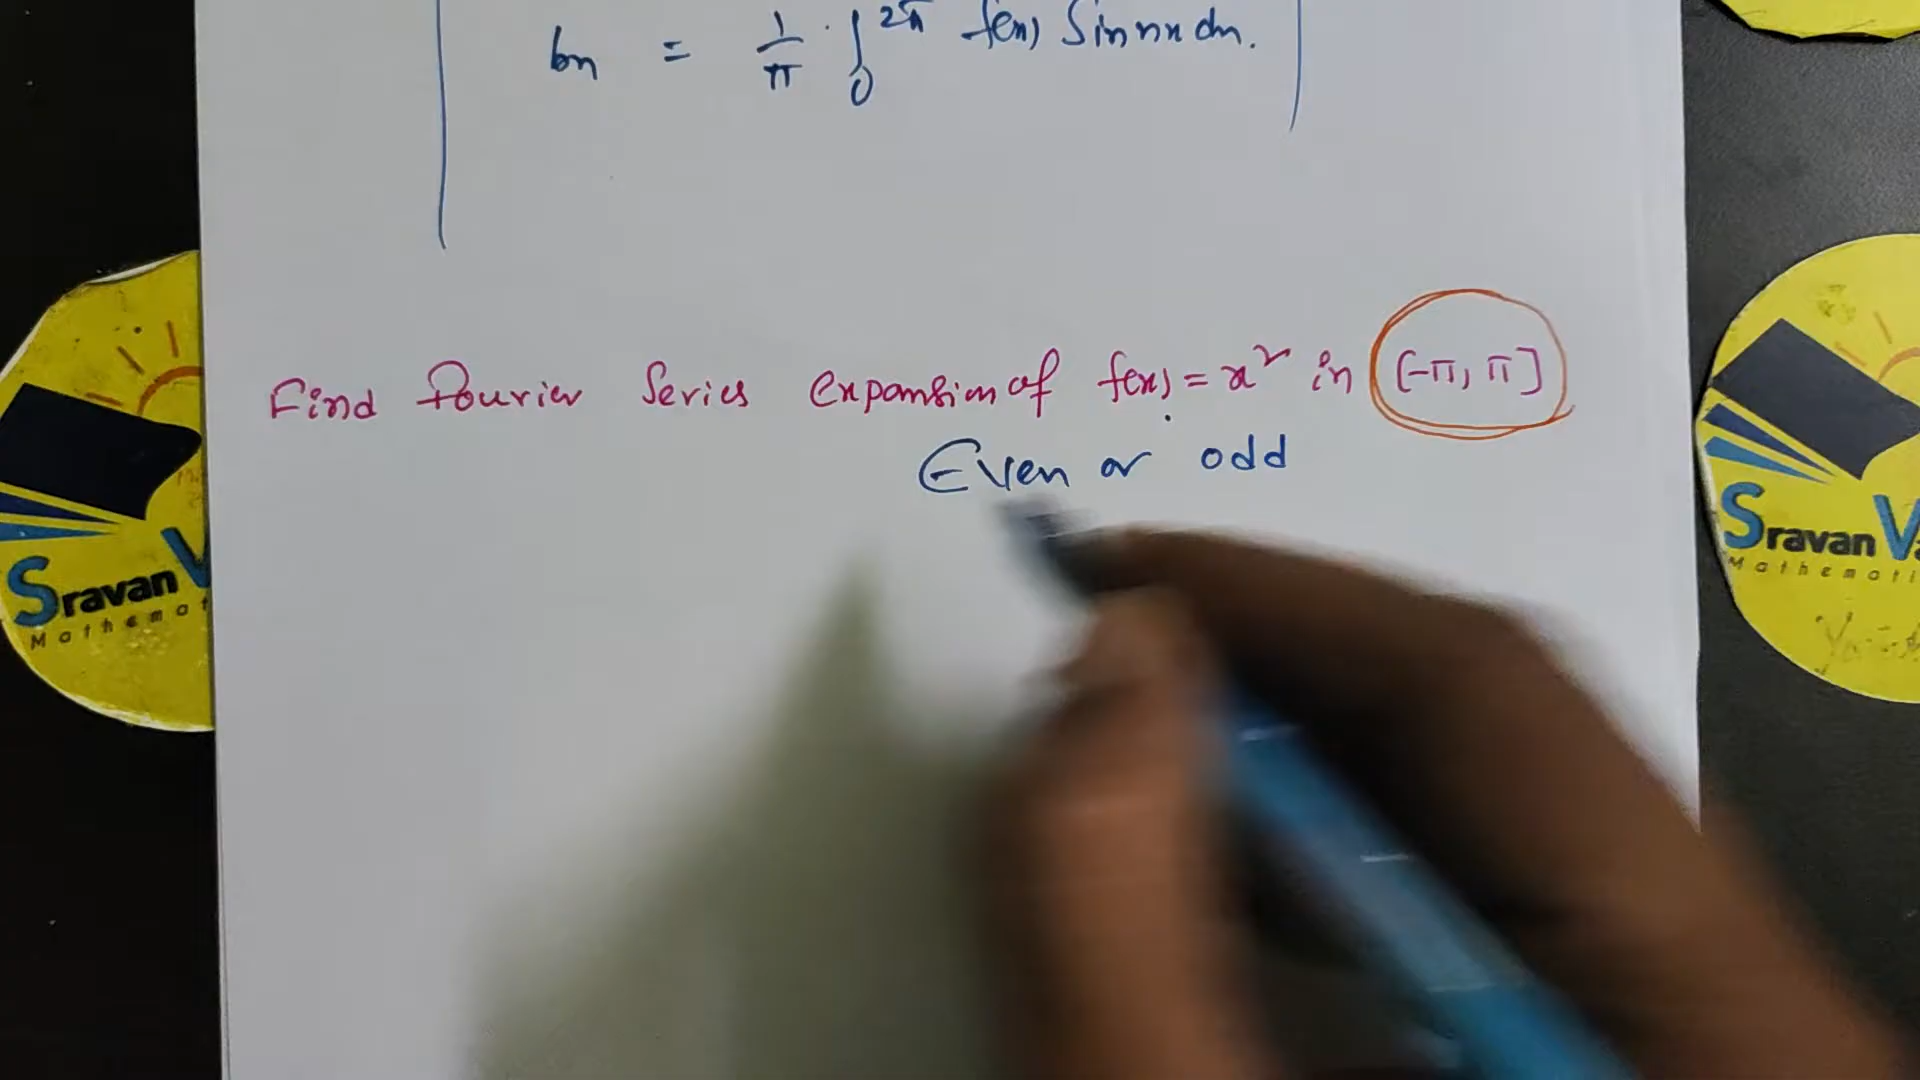 bn = 1/π ∫₀^2π f(x) Sin nx dx.
Find Fourier Series expansion of f(x) = x² in [-π, π]
Even or odd
Sravan V
Mathemat
Sravan Va
Mathemati